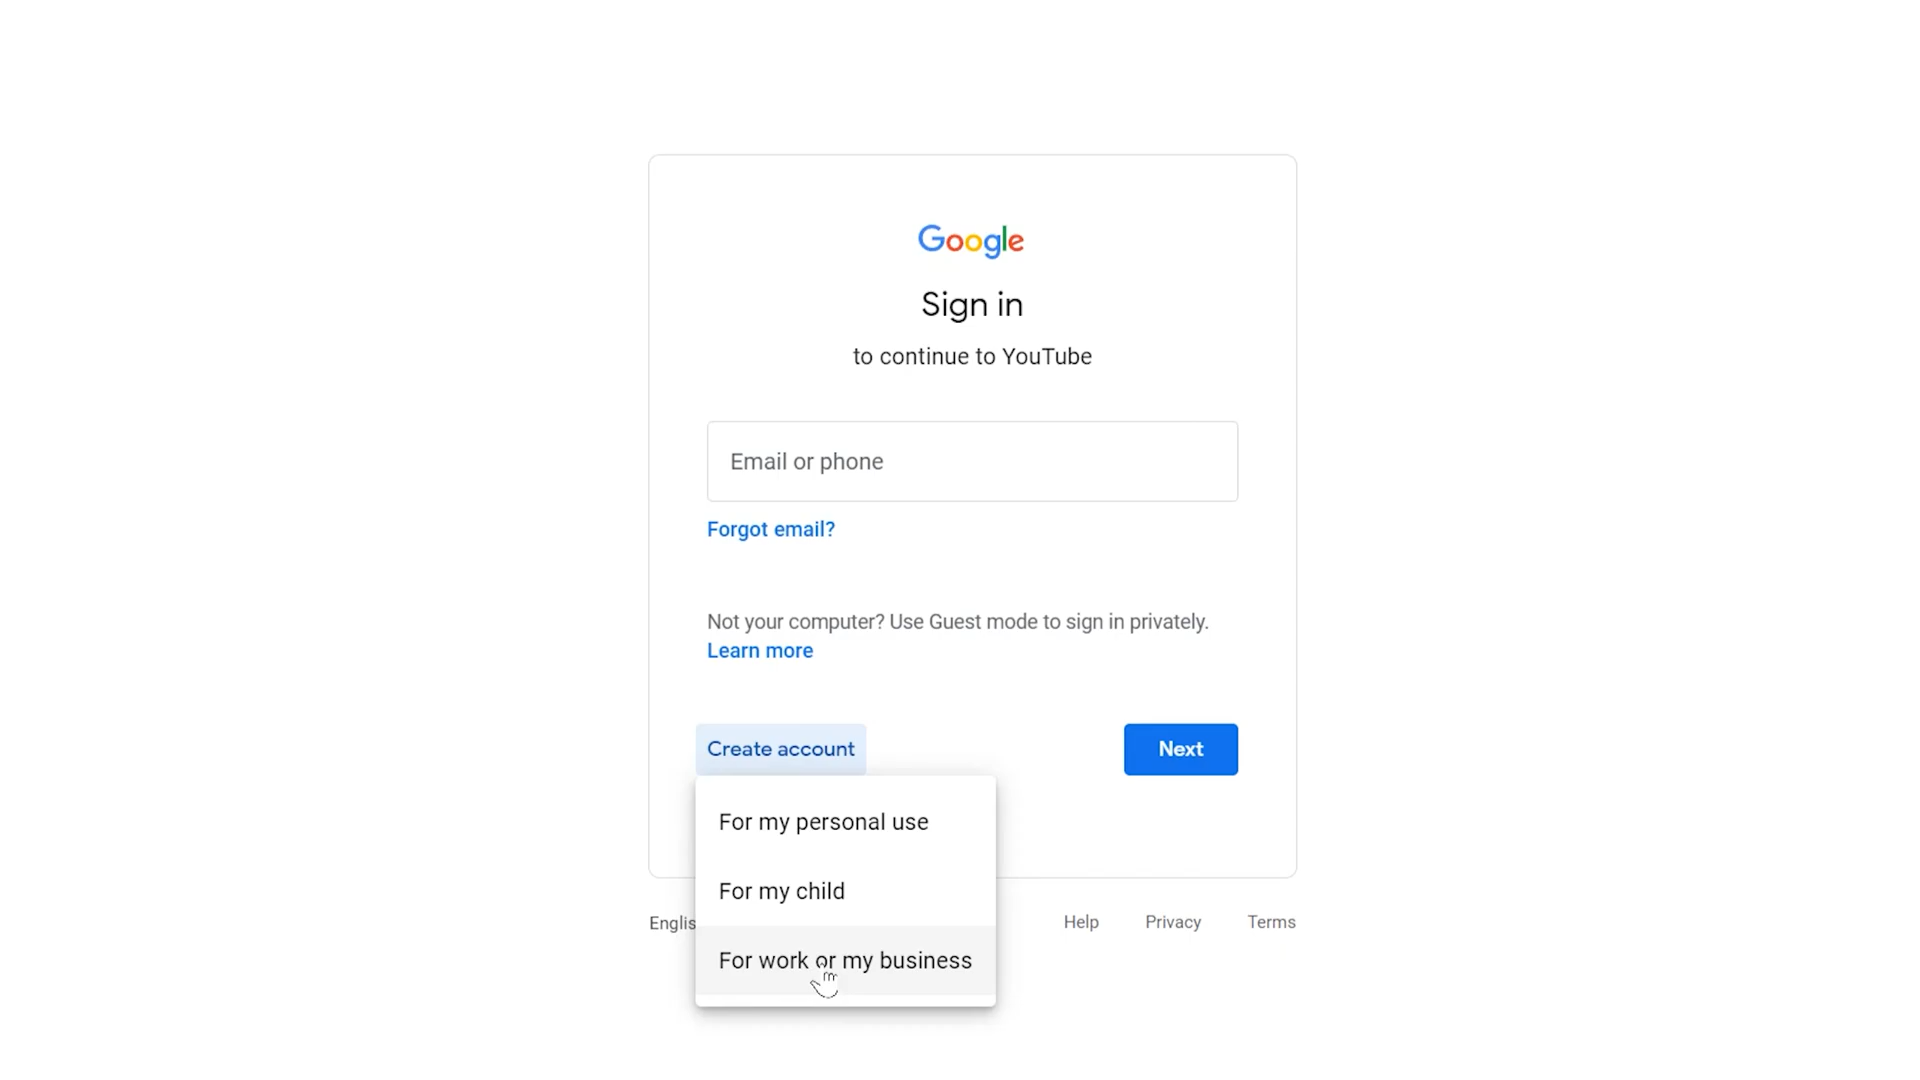 Google
Sign in
to continue to YouTube
Email or phone
Forgot email?
Not your computer? Use Guest mode to sign in privately.
Learn more
Create account
Next
For my personal use
For my child
Englis
Help
Privacy
Terms
For work or my business